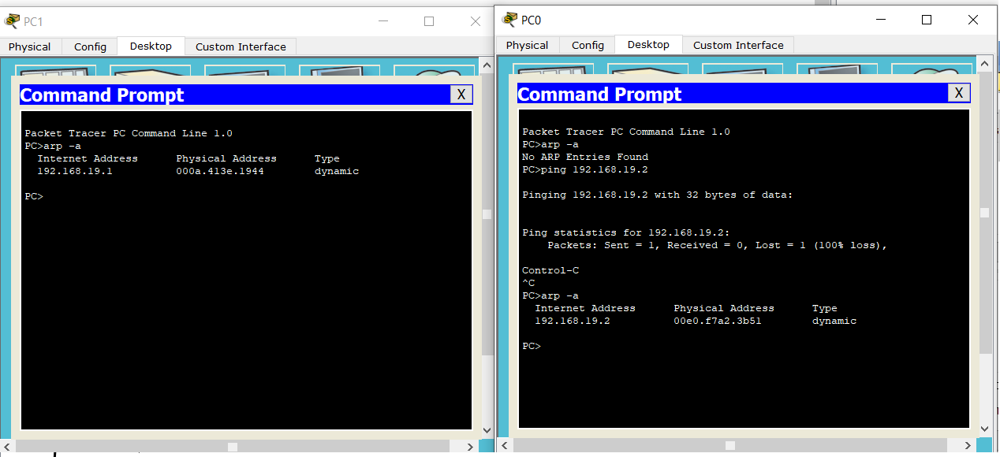 PC1
Physical Config Desktop Custom Interface
Command Prompt X
Packet Tracer PC Command Line 1.0
PC>arp -a
Internet Address Physical Address Type
192.168.19.1 000a.413e.1944 dynamic
PC>
PC0
Physical Config Desktop Custom Interface
Command Prompt X
Packet Tracer PC Command Line 1.0
PC>arp -a
No ARP Entries Found
PC>ping 192.168.19.2
Pinging 192.168.19.2 with 32 bytes of data:
Ping statistics for 192.168.19.2:
Packets: Sent = 1, Received = 0, Lost = 1 (100% loss),
Control-C
^C
PC>arp -a
Internet Address Physical Address Type
192.168.19.2 00e0.f7a2.3b51 dynamic
PC>